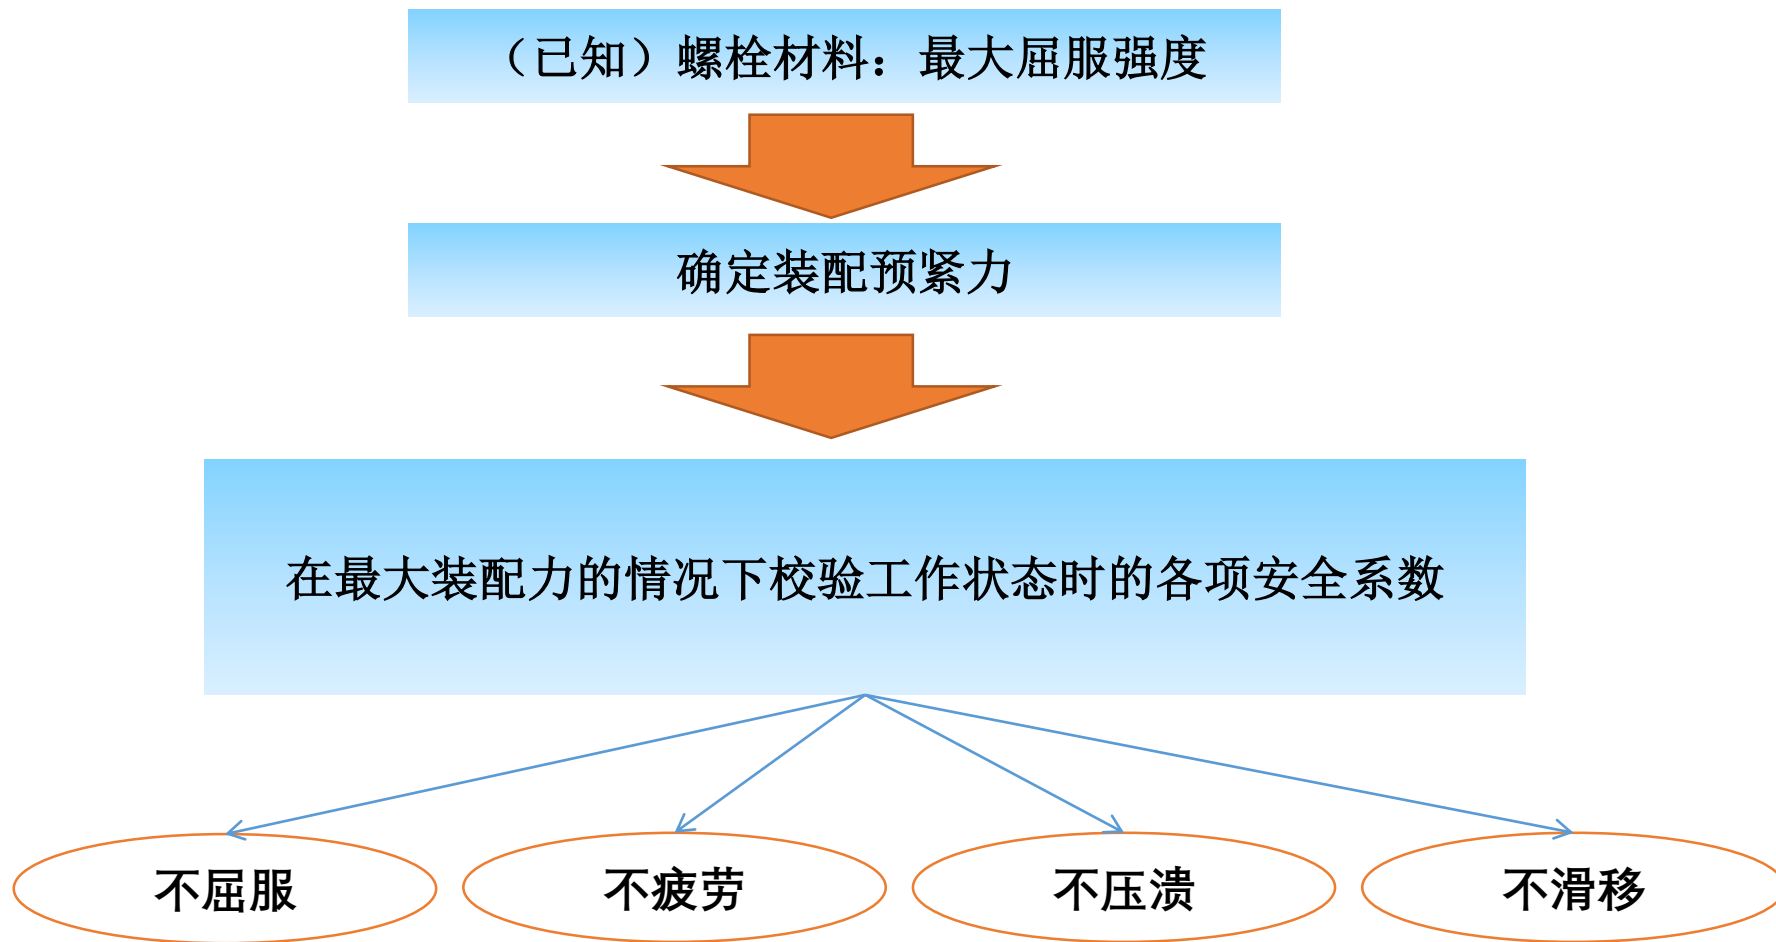 （已知）螺栓材料：最大屈服强度
确定装配预紧力
在最大装配力的情况下校验工作状态时的各项安全系数
不屈服
不疲劳
不压溃
不滑移